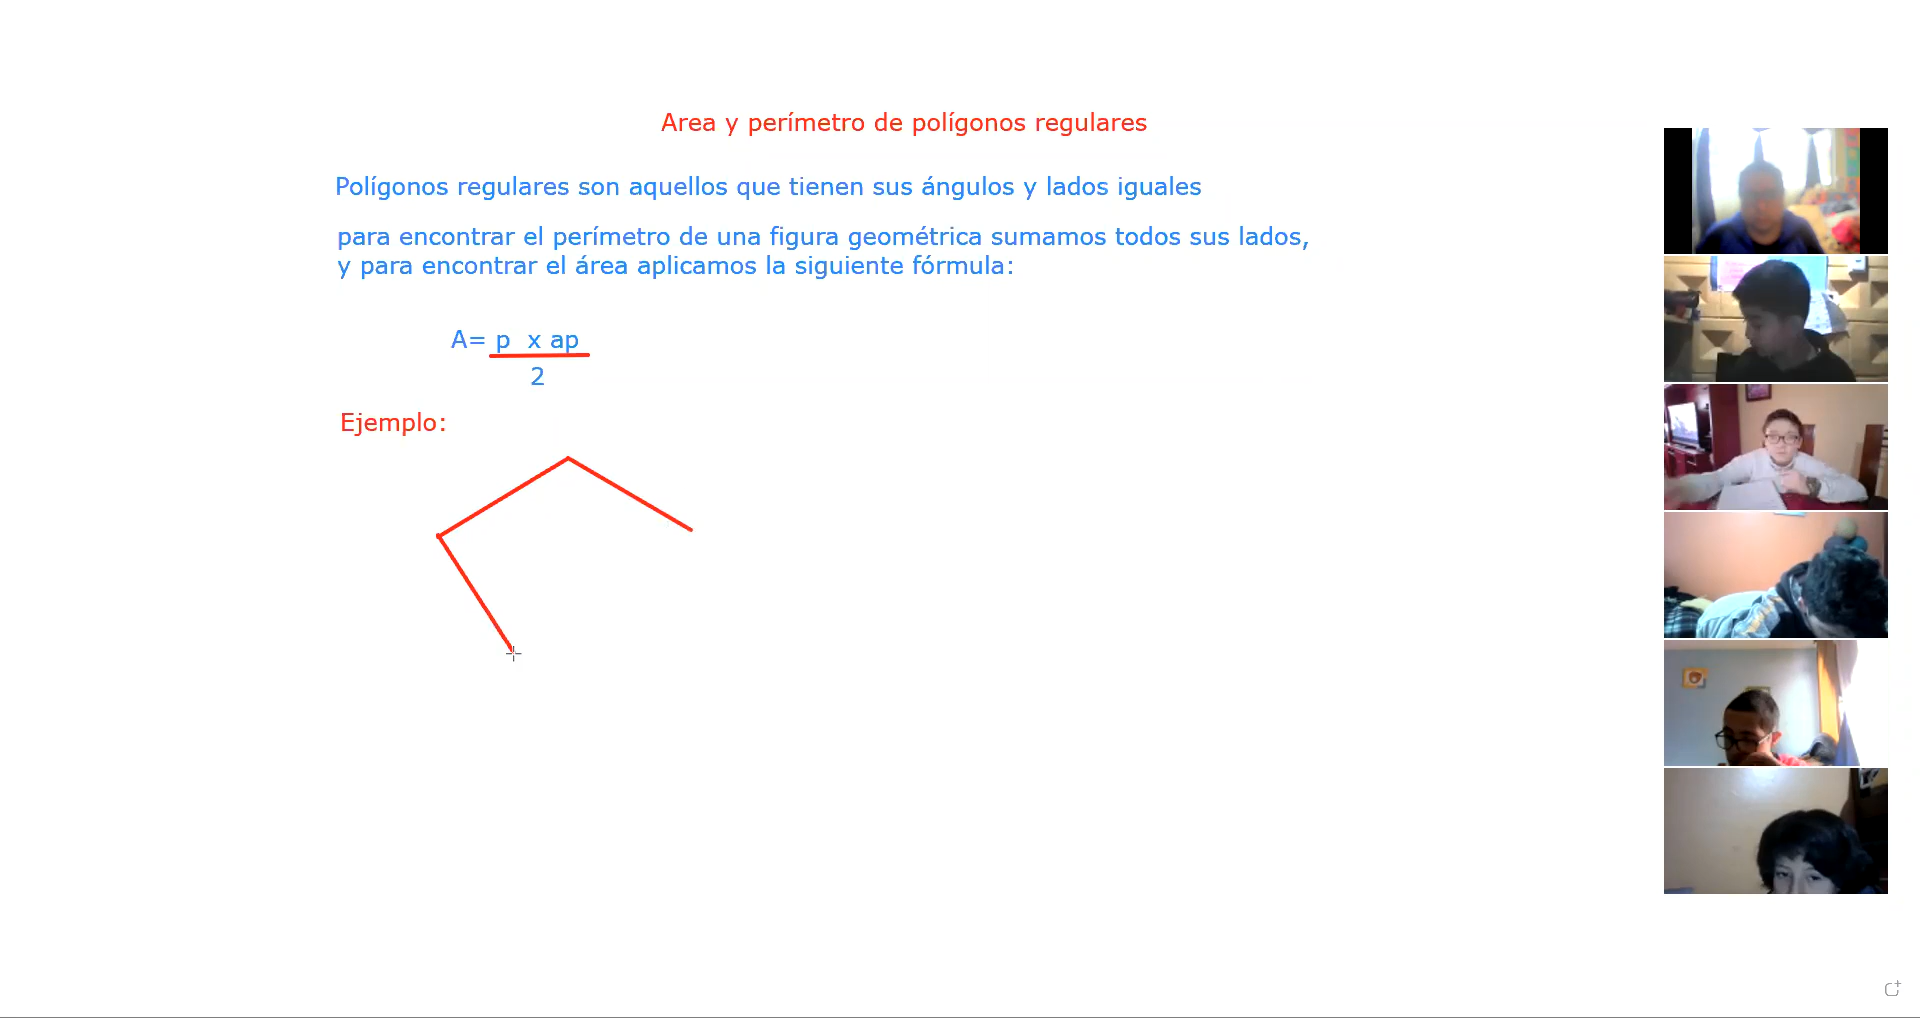 Area y perímetro de polígonos regulares
Polígonos regulares son aquellos que tienen sus ángulos y lados iguales
para encontrar el perímetro de una figura geométrica sumamos todos sus lados,
y para encontrar el área aplicamos la siguiente fórmula:
A= p x ap
2
Ejemplo: